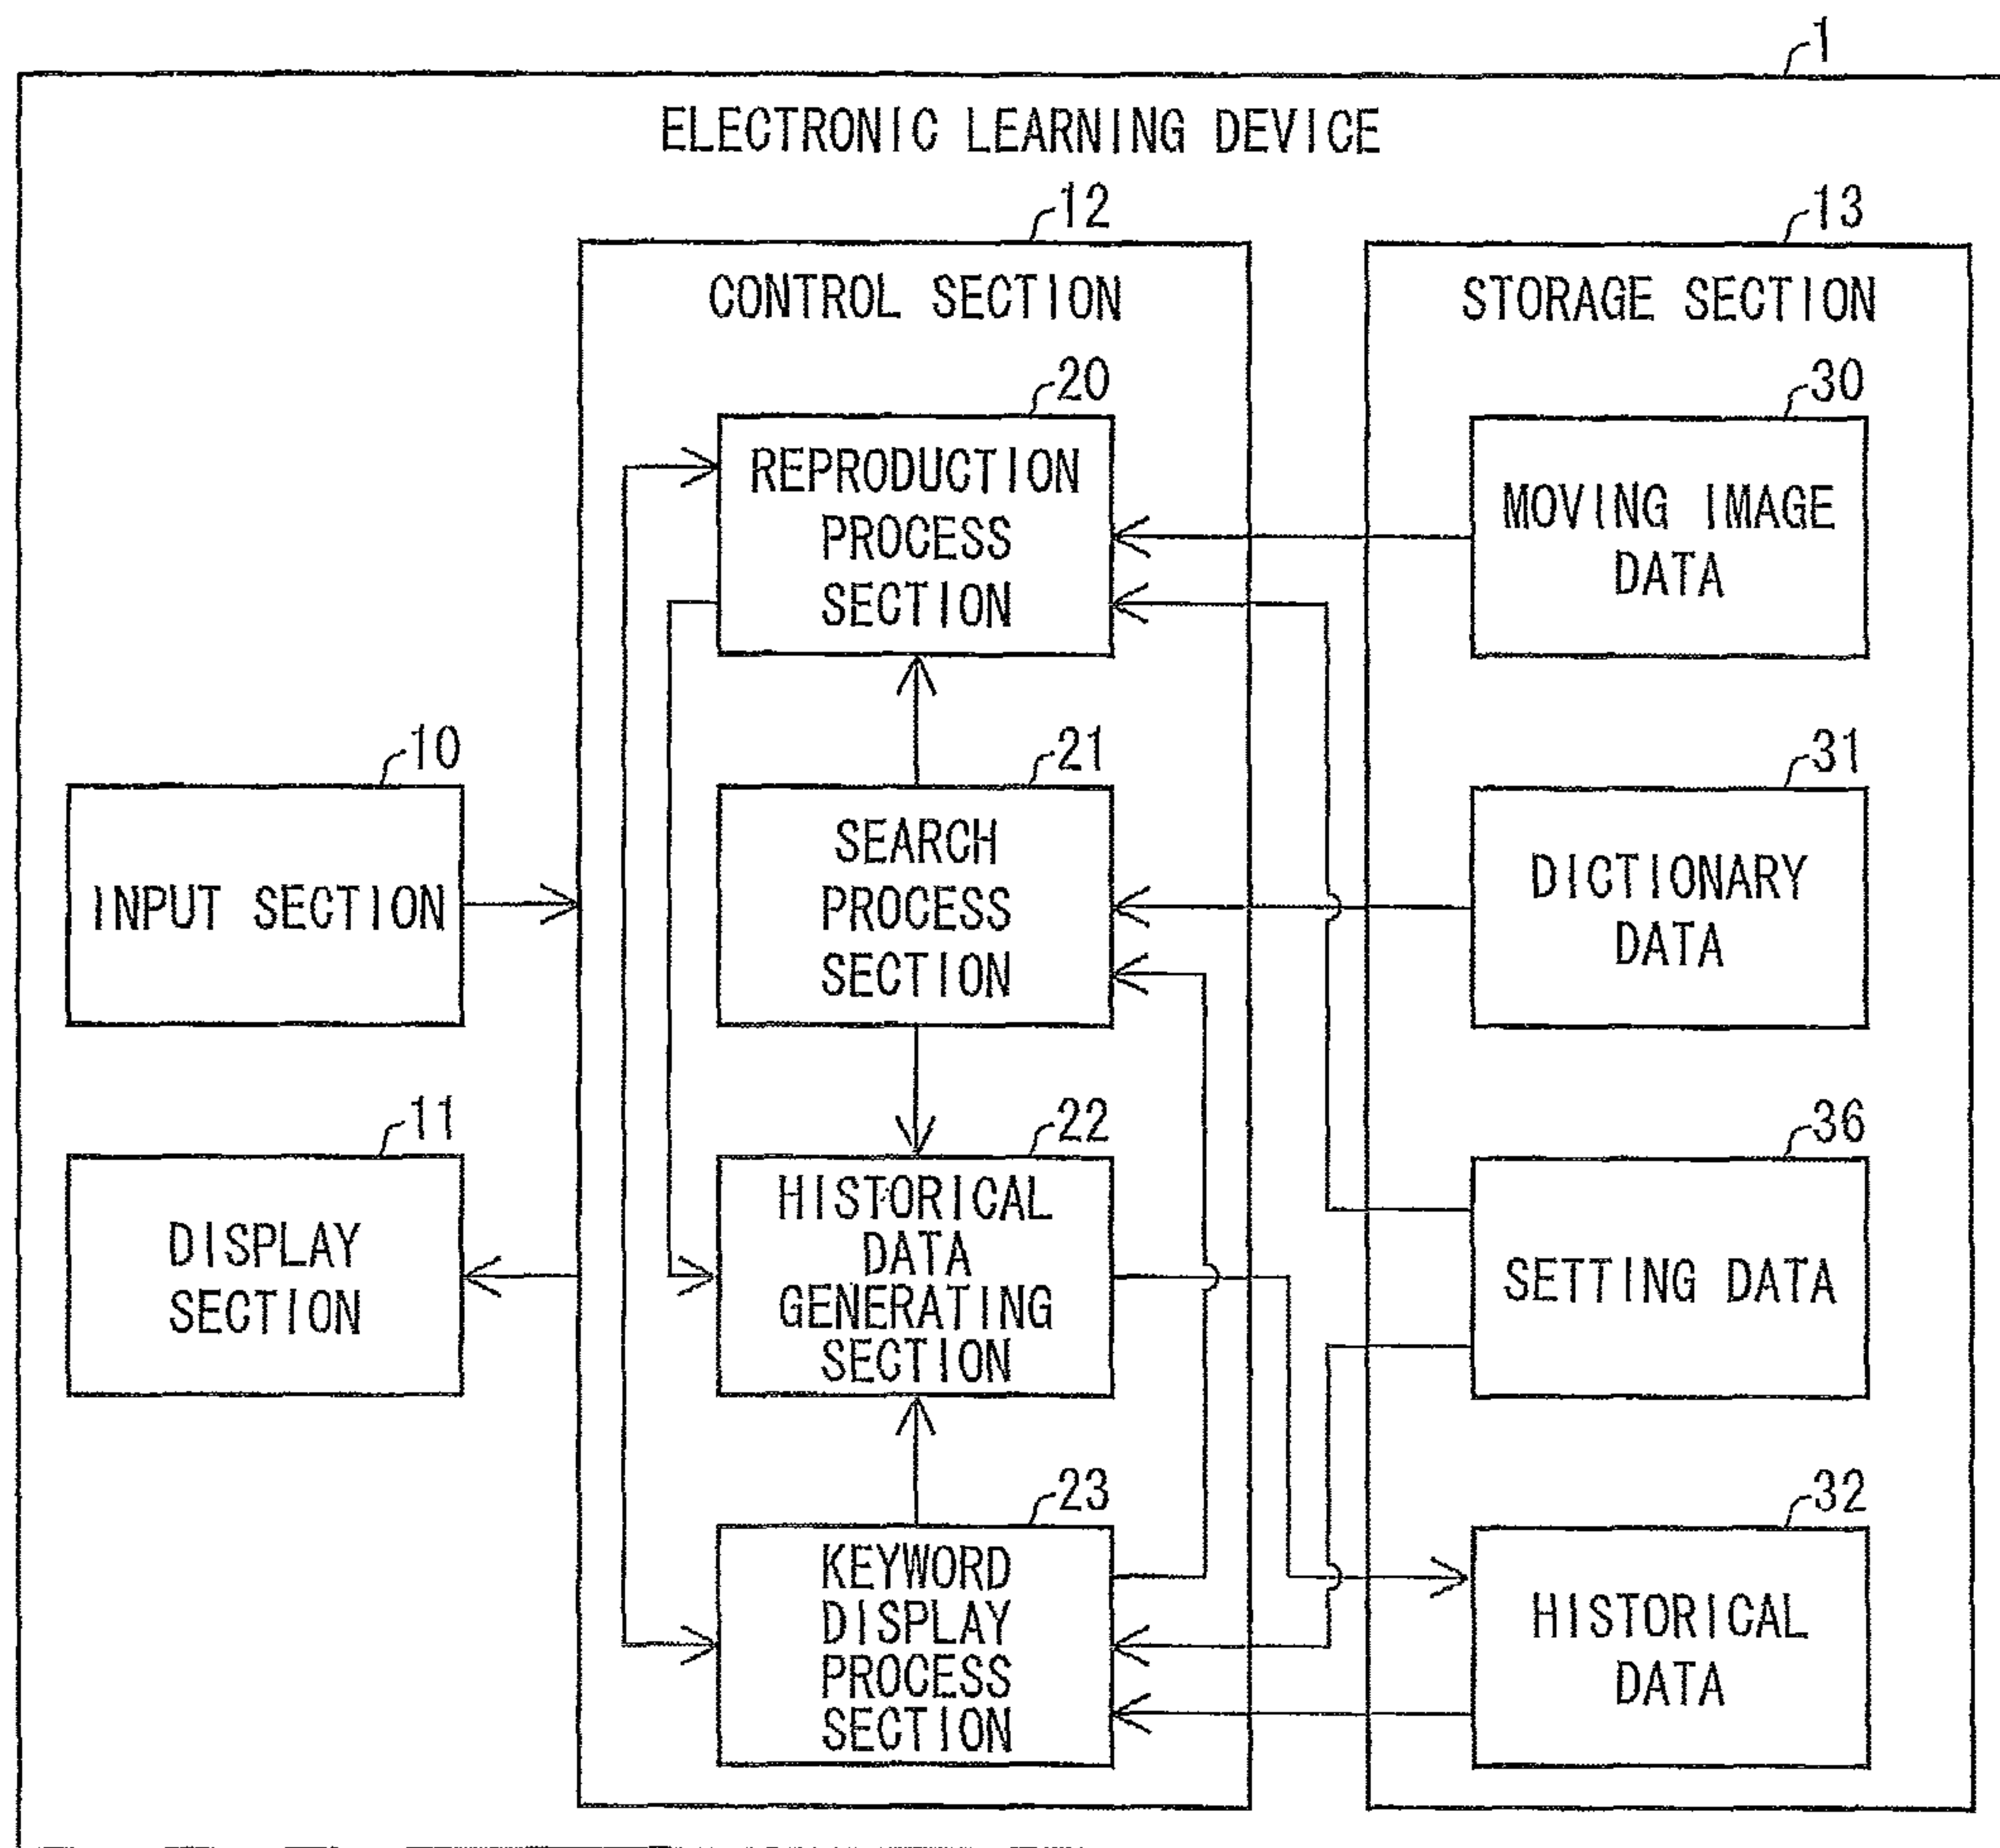 1
ELECTRONIC LEARNING DEVICE
12
CONTROL SECTION
13
STORAGE SECTION
20
REPRODUCTION
PROCESS
SECTION
30
MOVING IMAGE
DATA
10
INPUT SECTION
21
SEARCH
PROCESS
SECTION
31
DICTIONARY
DATA
11
DISPLAY
SECTION
22
HISTORICAL
DATA
GENERATING
SECTION
36
SETTING DATA
23
KEYWORD
DISPLAY
PROCESS
SECTION
32
HISTORICAL
DATA